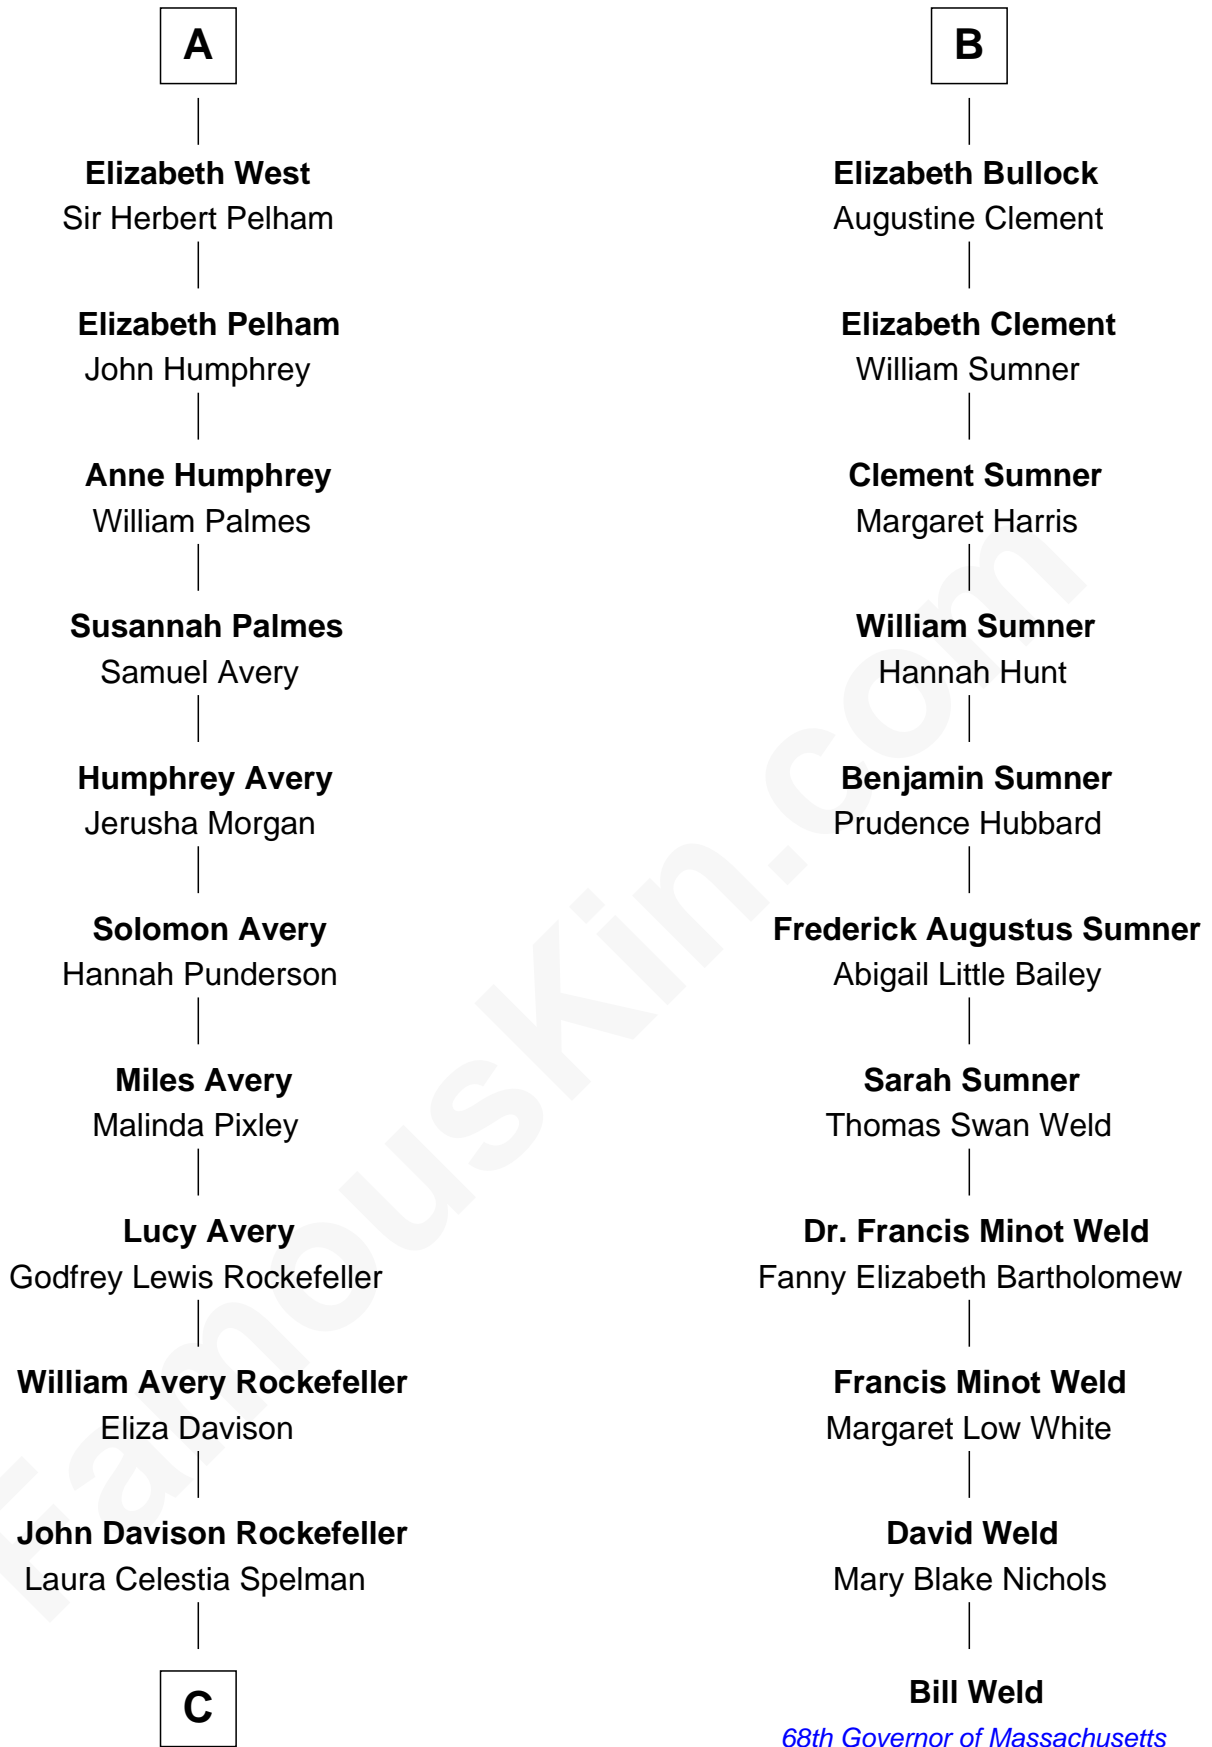 A
Elizabeth West
Sir Herbert Pelham
Elizabeth Pelham
John Humphrey
Anne Humphrey
William Palmes
Susannah Palmes
Samuel Avery
Humphrey Avery
Jerusha Morgan
Solomon Avery
Hannah Punderson
Miles Avery
Malinda Pixley
Lucy Avery
Godfrey Lewis Rockefeller
William Avery Rockefeller
Eliza Davison
John Davison Rockefeller
Laura Celestia Spelman
C
B
Elizabeth Bullock
Augustine Clement
Elizabeth Clement
William Sumner
Clement Sumner
Margaret Harris
William Sumner
Hannah Hunt
Benjamin Sumner
Prudence Hubbard
Frederick Augustus Sumner
Abigail Little Bailey
Sarah Sumner
Thomas Swan Weld
Dr. Francis Minot Weld
Fanny Elizabeth Bartholomew
Francis Minot Weld
Margaret Low White
David Weld
Mary Blake Nichols
Bill Weld
68th Governor of Massachusetts
FamousKin.com